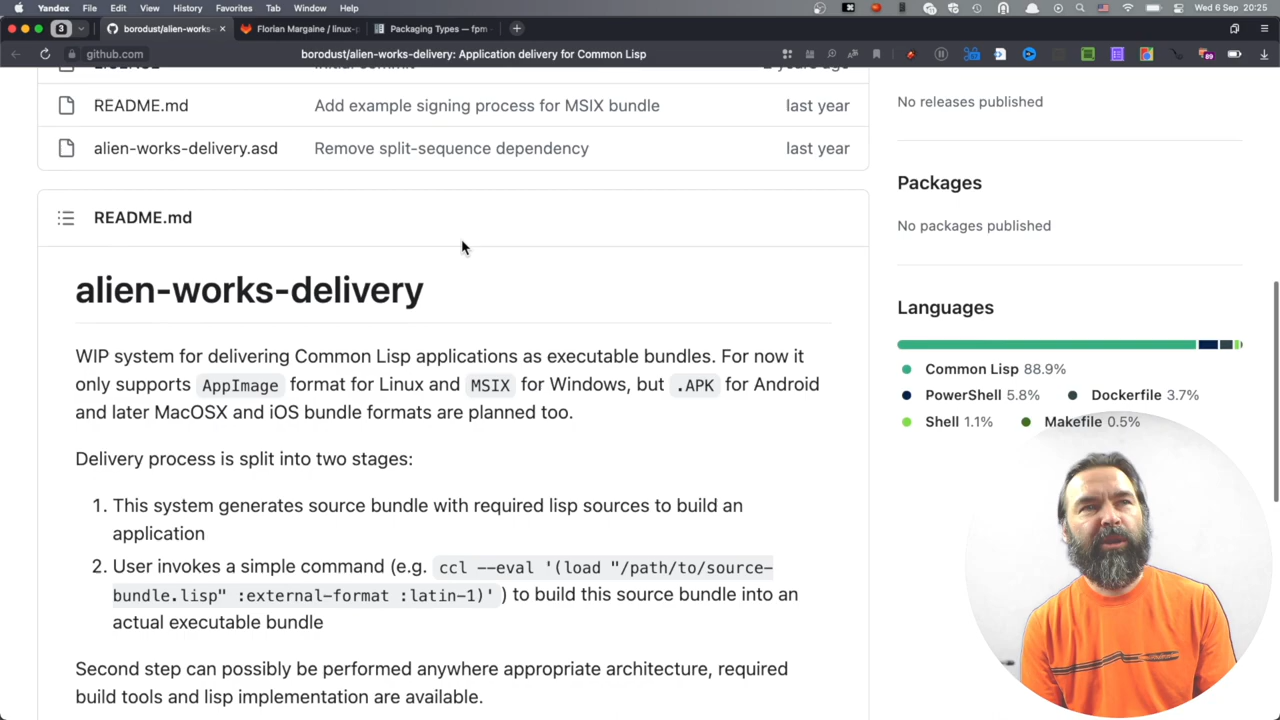 Yandex File Edit View History Favorites Tab Window Help Wed 6 Sep 20:25
3 borodust/alien-works- Florian Margaine / linux-p Packaging Types — fpm
github.com borodust/alien-works-delivery: Application delivery for Common Lisp 89
README.md Add example signing process for MSIX bundle last year
alien-works-delivery.asd Remove split-sequence dependency last year
README.md
alien-works-delivery
WIP system for delivering Common Lisp applications as executable bundles. For now it
only supports AppImage format for Linux and MSIX for Windows, but .APK for Android
and later MacOSX and iOS bundle formats are planned too.
Delivery process is split into two stages:
1. This system generates source bundle with required lisp sources to build an
application
2. User invokes a simple command (e.g. ccl --eval '(load "/path/to/source-
bundle.lisp" :external-format :latin-1)' ) to build this source bundle into an
actual executable bundle
Second step can possibly be performed anywhere appropriate architecture, required
build tools and lisp implementation are available.
No releases published
Packages
No packages published
Languages
Common Lisp 88.9%
PowerShell 5.8% Dockerfile 3.7%
Shell 1.1% Makefile 0.5%